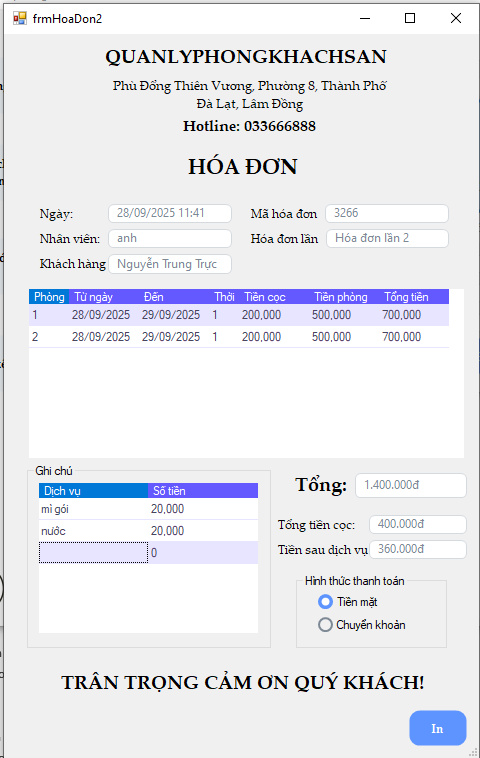 frmHoaDon2
QUANLYPHONGKHACHSAN
Phù Đổng Thiên Vương, Phường 8, Thành Phố
Đà Lạt, Lâm Đồng
Hotline: 033666888
HÓA ĐƠN
Ngày: 28/09/2025 11:41 Mã hóa đơn 3266
Nhân viên: anh Hóa đơn lần Hóa đơn lần 2
Khách hàng Nguyễn Trung Trực
Phòng Từ ngày Đến Thời Tiền cọc Tiền phòng Tổng tiền
1 28/09/2025 29/09/2025 1 200,000 500,000 700,000
2 28/09/2025 29/09/2025 1 200,000 500,000 700,000
Ghi chú
Dịch vụ Số tiền
mì gói 20,000
nước 20,000
0
Tổng: 1.400.000đ
Tổng tiền cọc: 400.000đ
Tiền sau dịch vụ 360.000đ
Hình thức thanh toán
Tiền mặt
Chuyển khoản
TRÂN TRỌNG CẢM ƠN QUÝ KHÁCH!
In